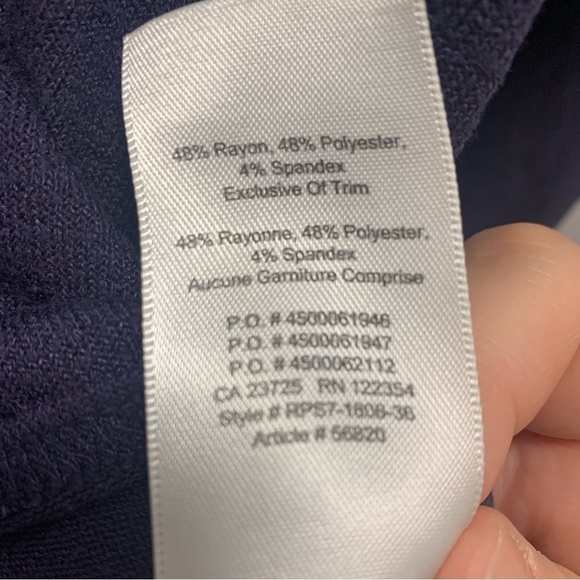 48% Rayon, 48% Polyester,
4% Spandex
Exclusive Of Trim
48% Rayonne, 48% Polyester,
4% Spandex
Aucune Garniture Comprise
P.O. # 4500061946
P.O. # 4500061947
P.O. # 4500062112
CA 23725 RN 122354
Style # RPS7-1806-36
Article # 56820